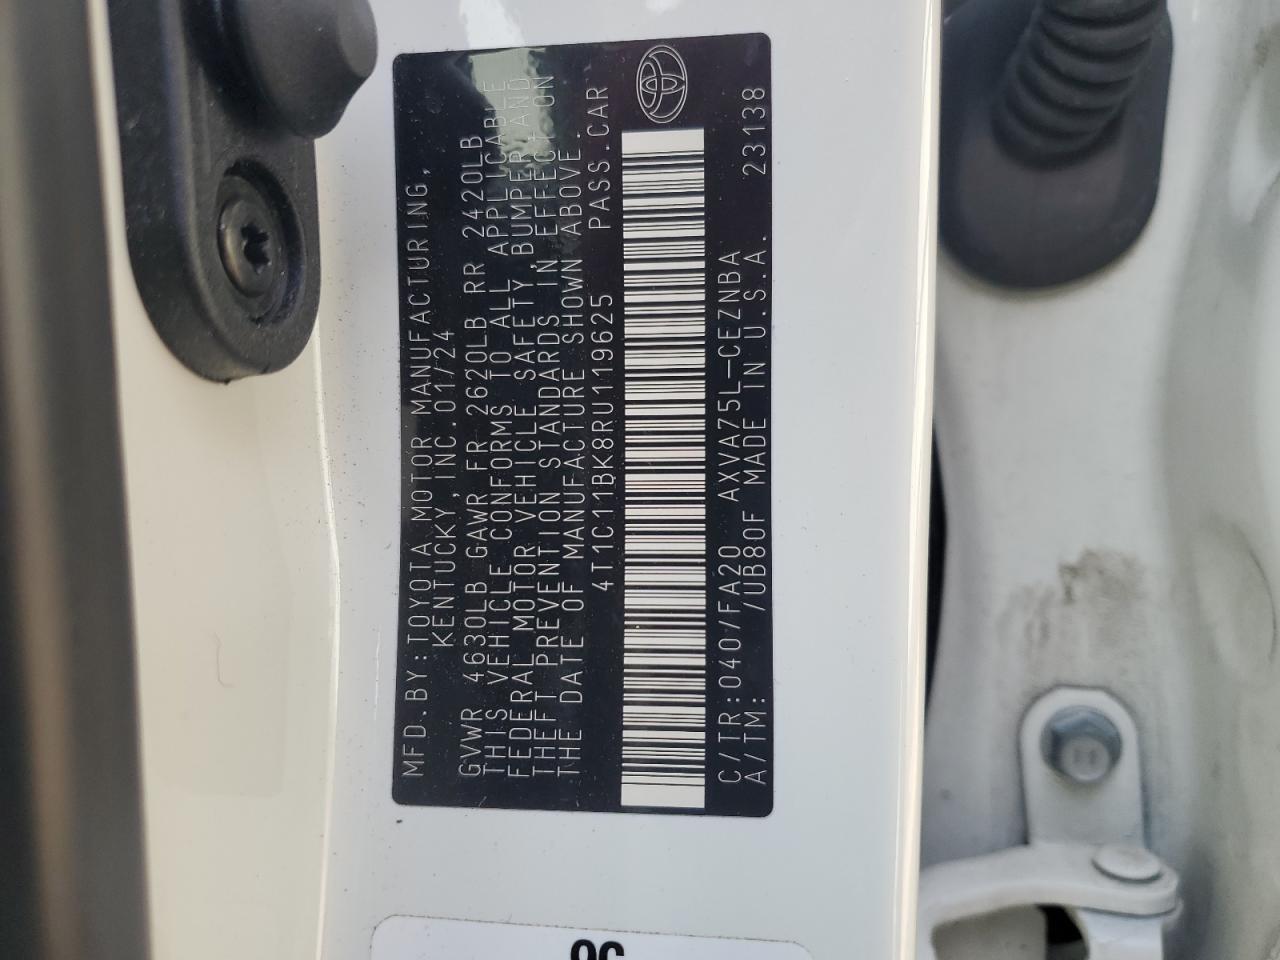 MFD.BY:TOYOTA MOTOR MANUFACTURING,
KENTUCKY,INC.01/24
GVWR 4630LB GAWR FR 2620LB RR 2420LB
THIS VEHICLE CONFORMS TO ALL APPLICABLE
FEDERAL MOTOR VEHICLE SAFETY, BUMPER, AND
THEFT PREVENTION STANDARDS IN EFFECT ON
THE DATE OF MANUFACTURE SHOWN ABOVE.
4T1C11BK8RU119625 PASS.CAR
C/TR:040/FA20 AXVA75L-CEZNBA 23138
A/TM: /UB80F MADE IN U.S.A.